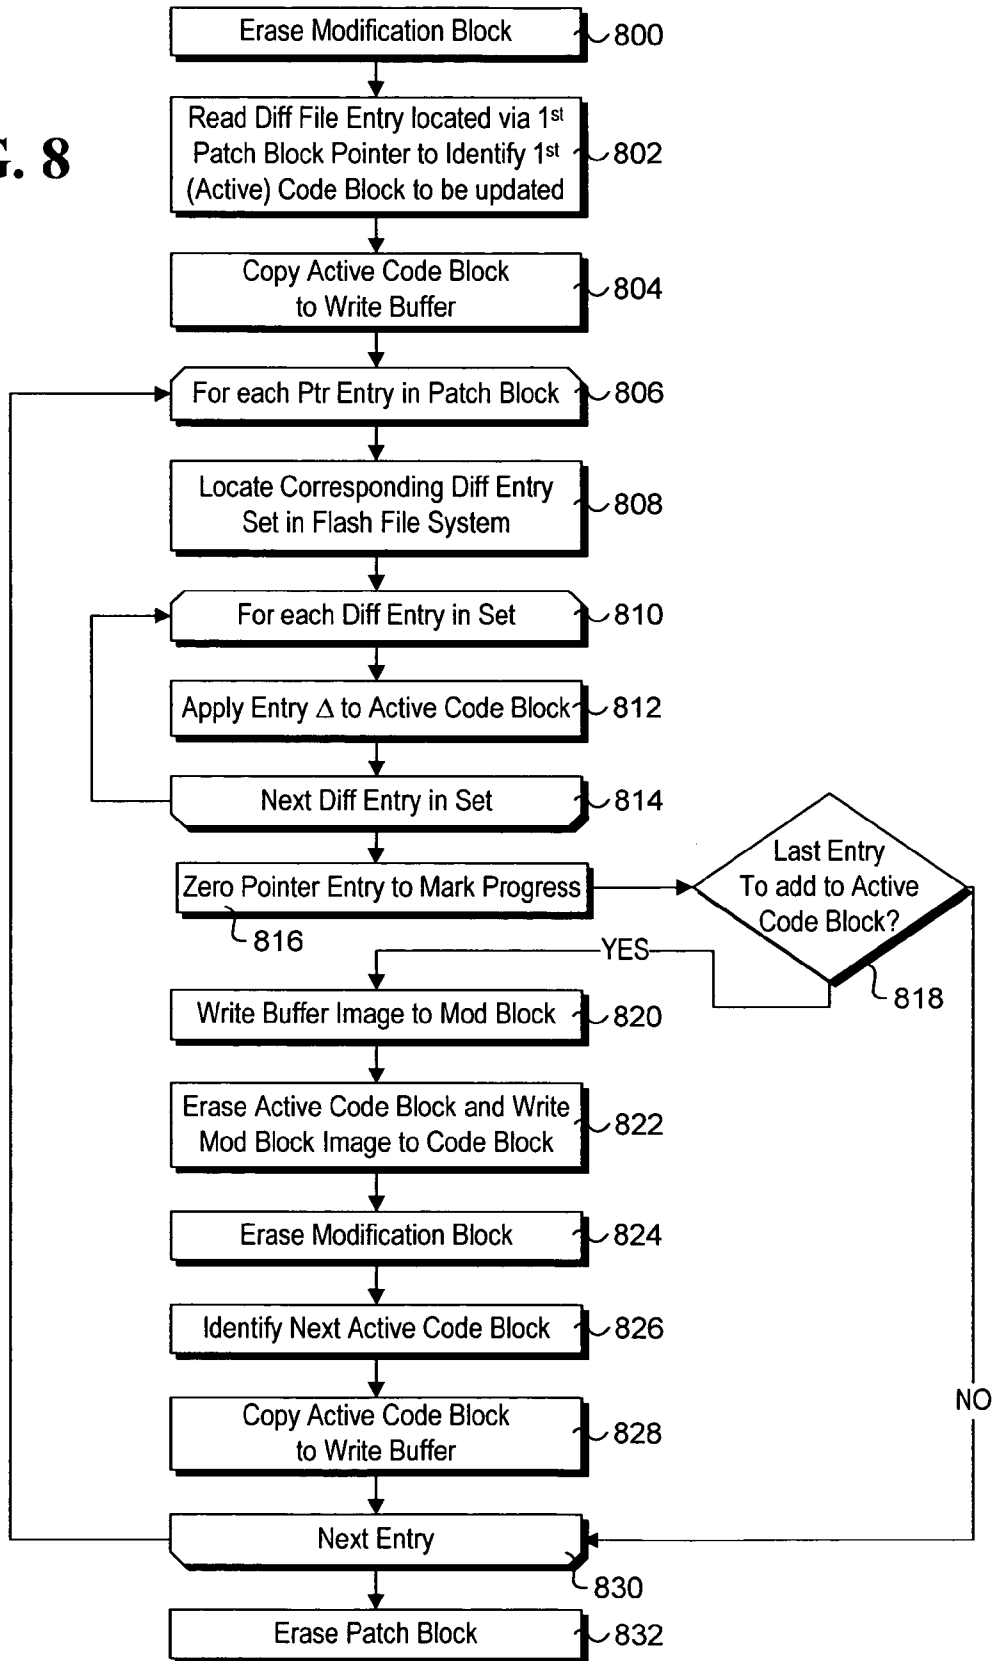 Erase Modification Block
800
G. 8
Read Diff File Entry located via 1st
Patch Block Pointer to Identify 1st
(Active) Code Block to be updated
802
Copy Active Code Block
to Write Buffer
804
For each Ptr Entry in Patch Block
806
Locate Corresponding Diff Entry
Set in Flash File System
808
For each Diff Entry in Set
810
Apply Entry Δ to Active Code Block
812
Next Diff Entry in Set
814
Zero Pointer Entry to Mark Progress
816
Last Entry
To add to Active
Code Block?
818
YES
Write Buffer Image to Mod Block
820
Erase Active Code Block and Write
Mod Block Image to Code Block
822
Erase Modification Block
824
Identify Next Active Code Block
826
Copy Active Code Block
to Write Buffer
828
NO
Next Entry
830
Erase Patch Block
832